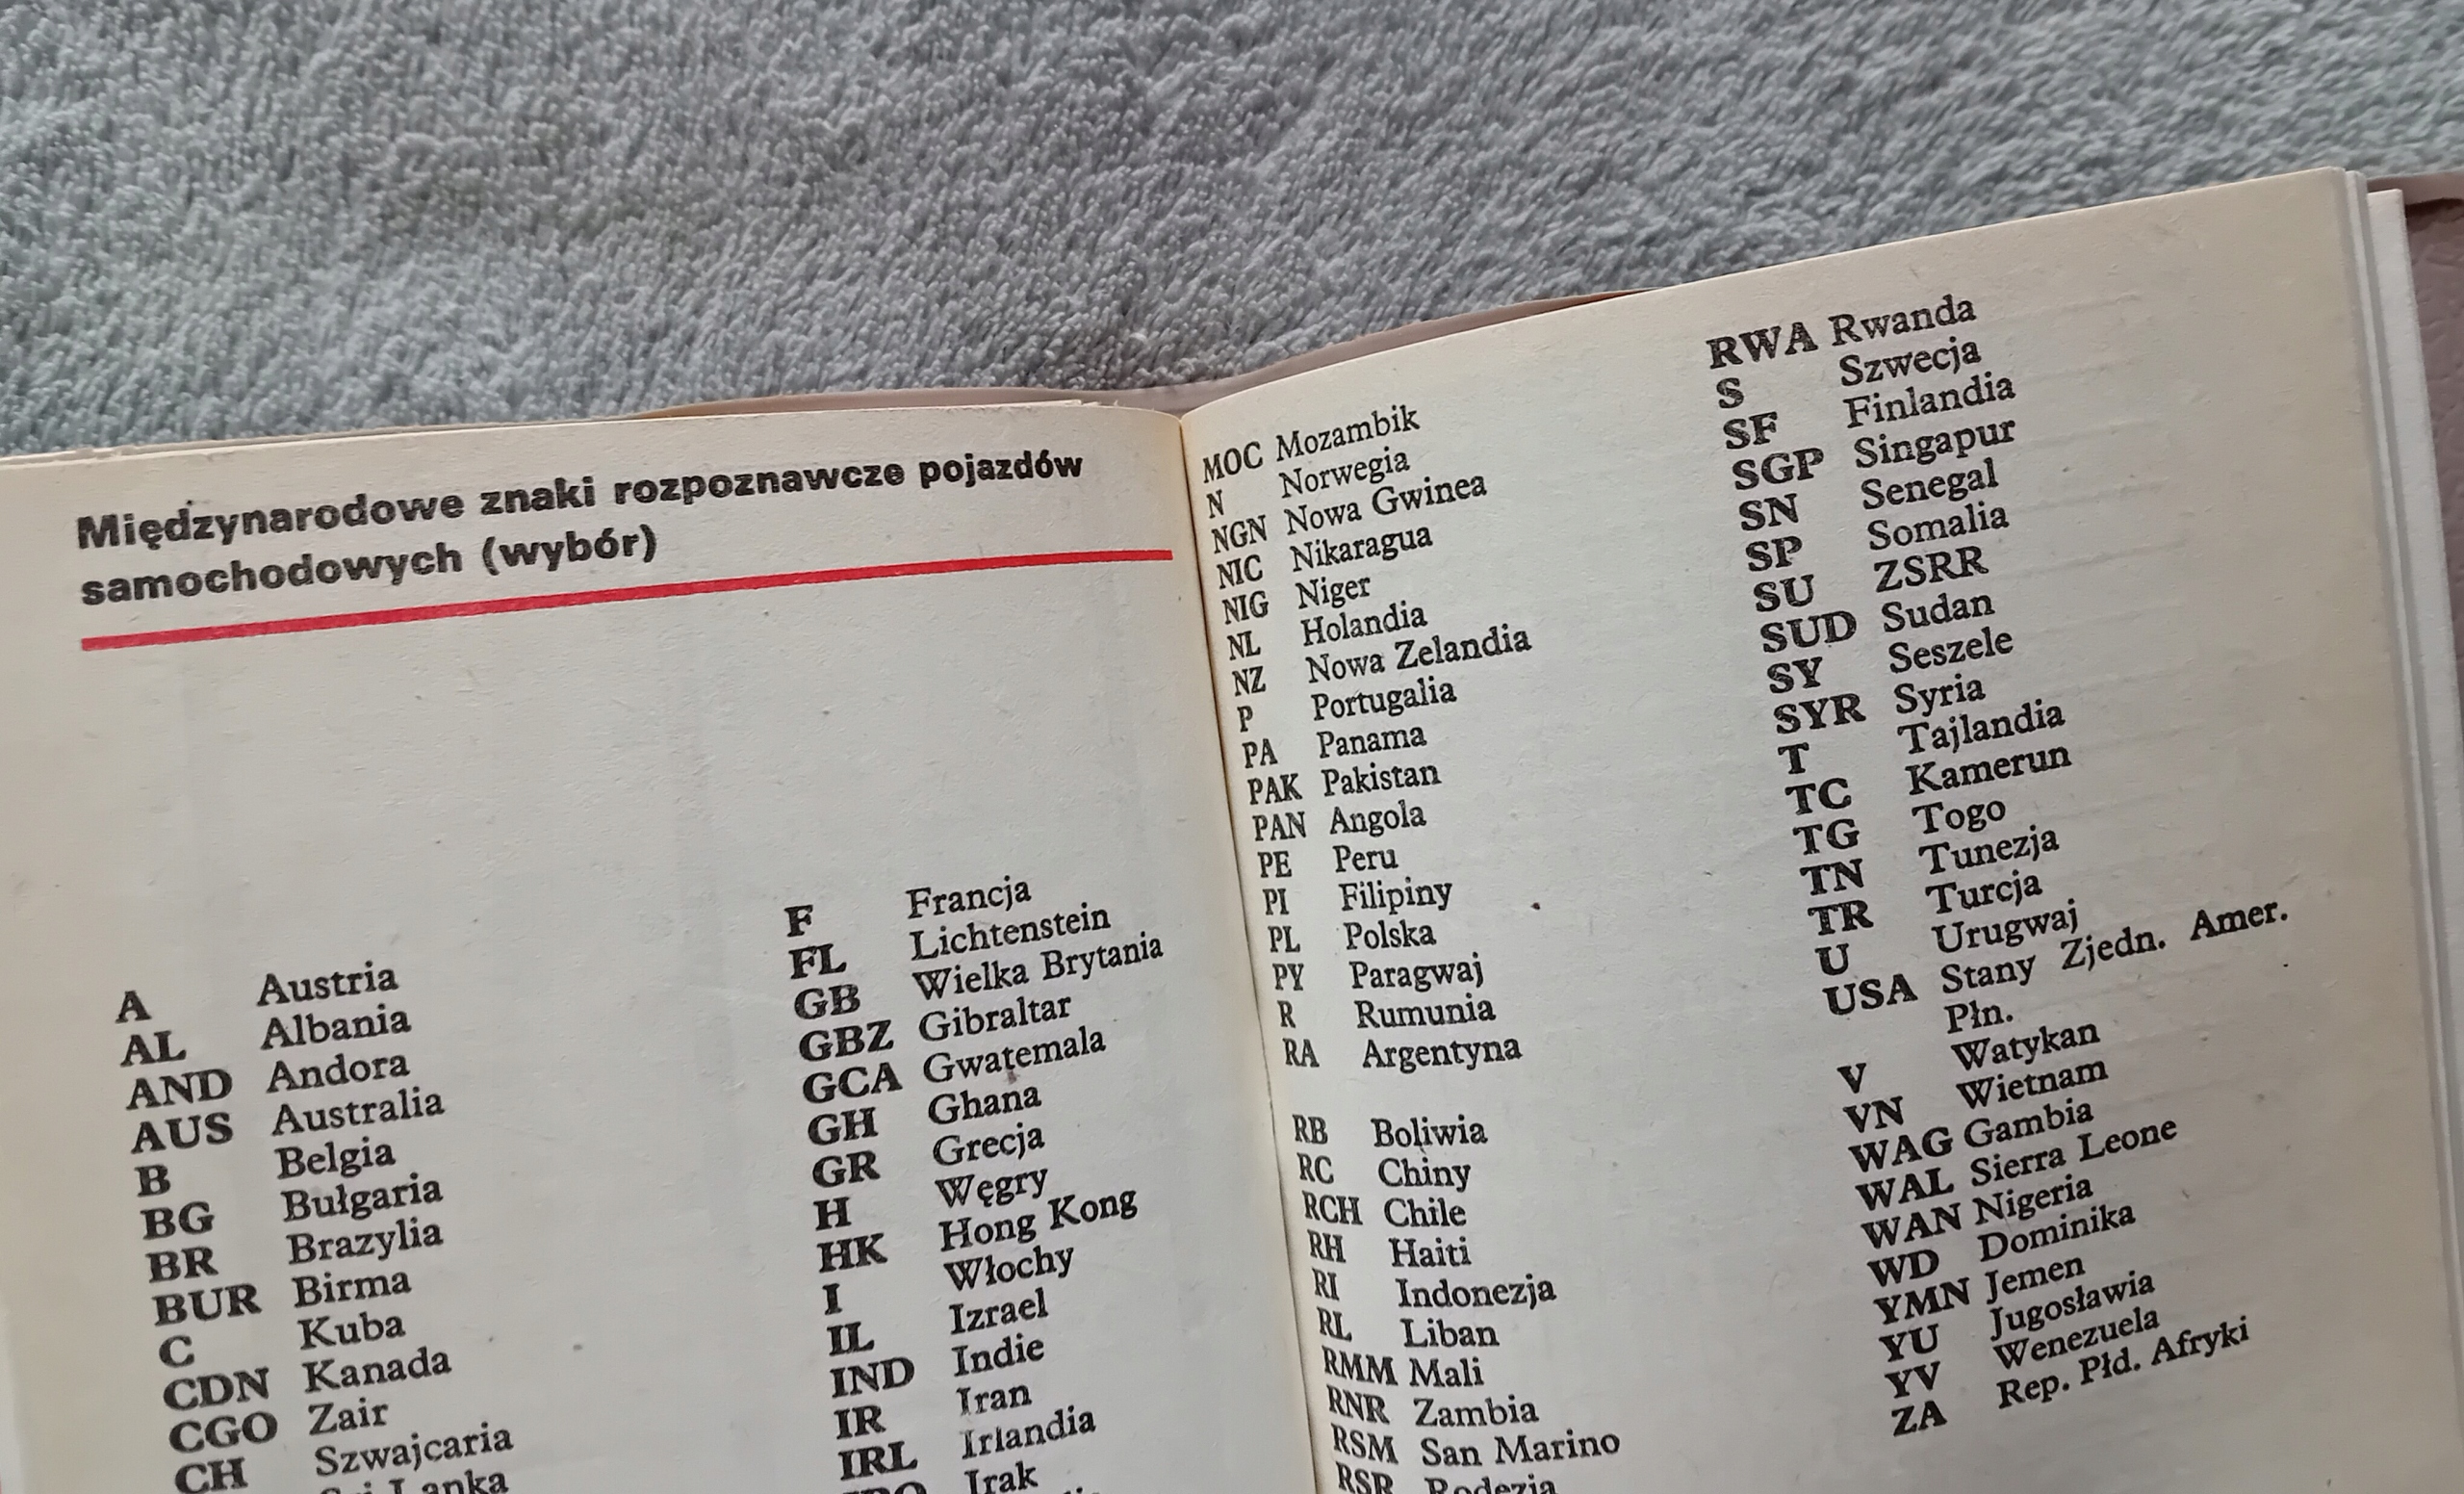 Międzynarodowe znaki rozpoznawcze pojazdów
samochodowych (wybór)
A Austria
AL Albania
AND Andora
AUS Australia
B Belgia
BG Bułgaria
BR Brazylia
BUR Birma
C Kuba
CDN Kanada
CGO Zair
CH Szwajcaria
Sri Lanka
F Francja
FL Lichtenstein
GB Wielka Brytania
GBZ Gibraltar
GCA Gwatemala
GH Ghana
GR Grecja
H Węgry
HK Hong Kong
I Włochy
IL Izrael
IND Indie
IR Iran
IRL Irlandia
Irak
MOC Mozambik
N Norwegia
NGN Nowa Gwinea
NIC Nikaragua
NIG Niger
NL Holandia
NZ Nowa Zelandia
P Portugalia
PA Panama
PAK Pakistan
PAN Angola
PE Peru
PI Filipiny
PL Polska
PY Paragwaj
R Rumunia
RA Argentyna
RB Boliwia
RC Chiny
RCH Chile
RH Haiti
RI Indonezja
RL Liban
RMM Mali
RNR Zambia
RSM San Marino
RSR Rodezja
RWA Rwanda
S Szwecja
SF Finlandia
SGP Singapur
SN Senegal
SP Somalia
SU ZSRR
SUD Sudan
SY Seszele
SYR Syria
T Tajlandia
TC Kamerun
TG Togo
TN Tunezja
TR Turcja
U Urugwaj
USA Stany Zjedn. Amer.
Płn.
V Watykan
VN Wietnam
WAG Gambia
WAL Sierra Leone
WAN Nigeria
WD Dominika
YMN Jemen
YU Jugosławia
YV Wenezuela
ZA Rep. Płd. Afryki